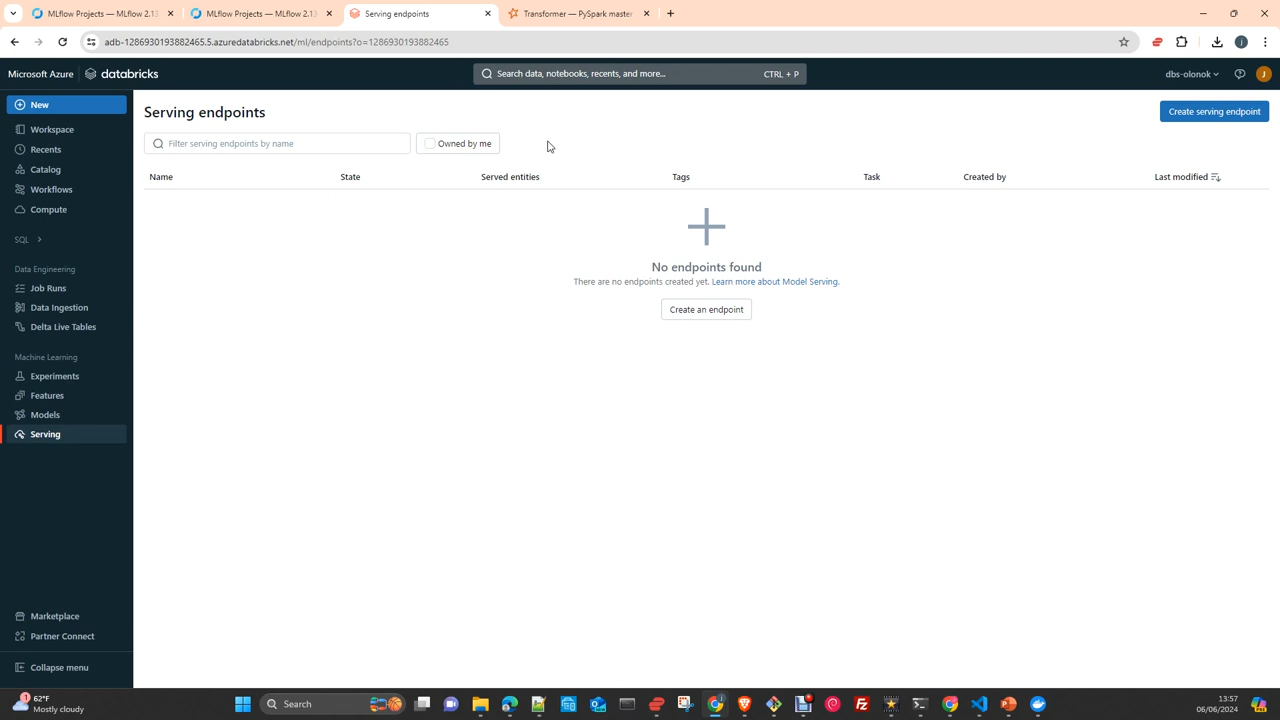 MLflow Projects — MLflow 2.13
MLflow Projects — MLflow 2.13
Serving endpoints
Transformer — PySpark master
adb-1286930193882465.5.azuredatabricks.net/ml/endpoints?o=1286930193882465
Microsoft Azure
databricks
Search data, notebooks, recents, and more...
CTRL + P
dbs-olonok
J
New
Workspace
Recents
Catalog
Workflows
Compute
SQL
Data Engineering
Job Runs
Data Ingestion
Delta Live Tables
Machine Learning
Experiments
Features
Models
Serving
Marketplace
Partner Connect
Collapse menu
Serving endpoints
Create serving endpoint
Filter serving endpoints by name
Owned by me
Name State Served entities Tags Task Created by Last modified
No endpoints found
There are no endpoints created yet. Learn more about Model Serving.
Create an endpoint
1
62°F
Mostly cloudy
Search
13:57
06/06/2024